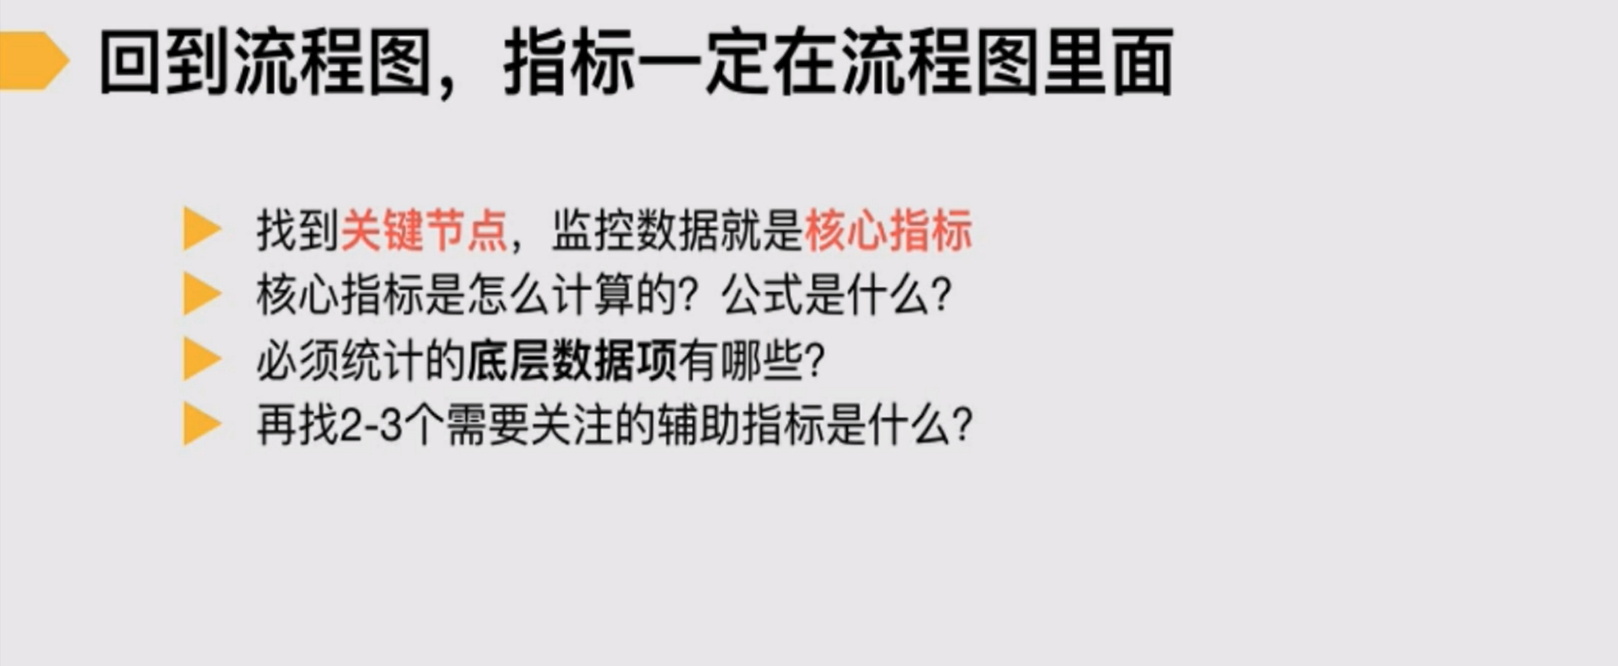 回到流程图，指标一定在流程图里面
找到关键节点，监控数据就是核心指标
核心指标是怎么计算的？公式是什么？
必须统计的底层数据项有哪些？
再找2-3个需要关注的辅助指标是什么？